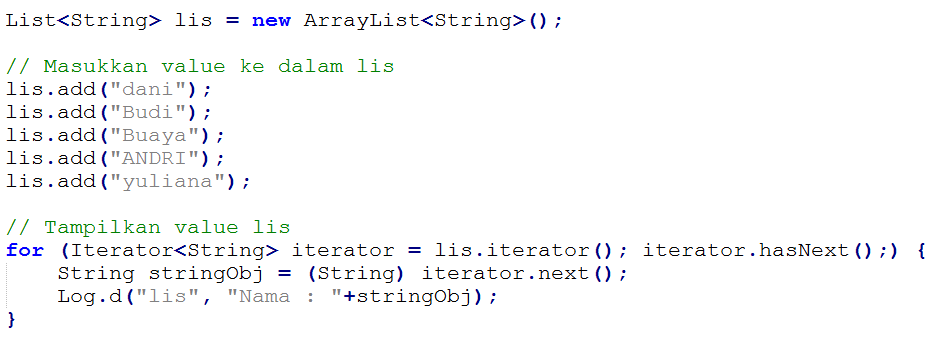 List<String> lis = new ArrayList<String>();
// Masukkan value ke dalam lis
lis.add("dani");
lis.add("Budi");
lis.add("Buaya");
lis.add("ANDRI");
lis.add("yuliana");
// Tampilkan value lis
for (Iterator<String> iterator = lis.iterator(); iterator.hasNext();) {
    String stringObj = (String) iterator.next();
    Log.d("lis", "Nama : "+stringObj);
}